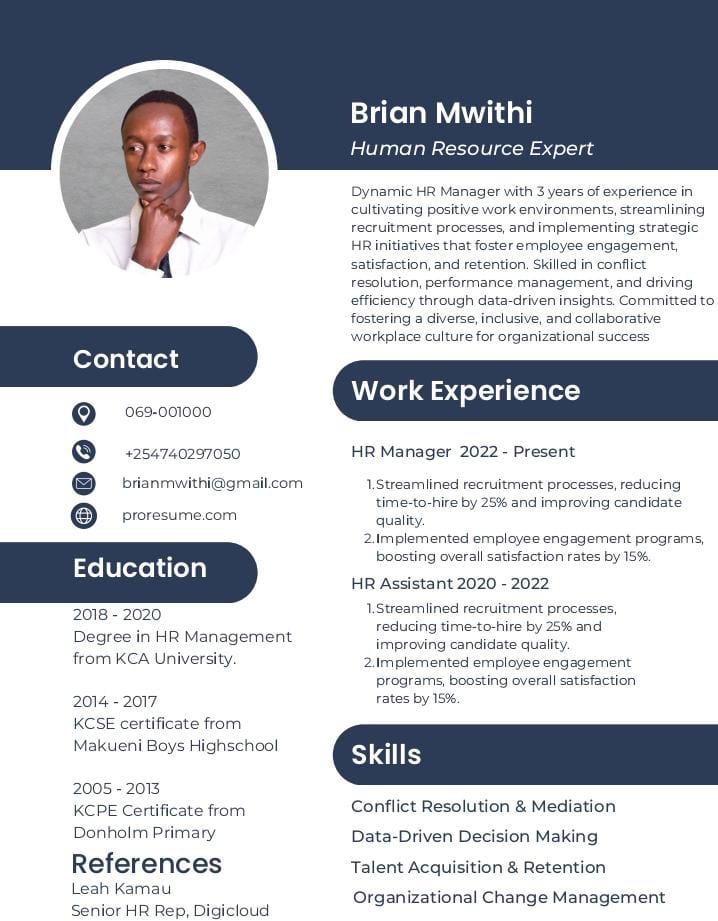 Brian Mwithi
Human Resource Expert
Dynamic HR Manager with 3 years of experience in
cultivating positive work environments, streamlining
recruitment processes, and implementing strategic
HR initiatives that foster employee engagement,
satisfaction, and retention. Skilled in conflict
resolution, performance management, and driving
efficiency through data-driven insights. Committed to
fostering a diverse, inclusive, and collaborative
workplace culture for organizational success
Contact
069-001000
+254740297050
brianmwithi@gmail.com
proresume.com
Education
2018 - 2020
Degree in HR Management
from KCA University.
2014 - 2017
KCSE certificate from
Makueni Boys Highschool
2005 - 2013
KCPE Certificate from
Donholm Primary
References
Leah Kamau
Senior HR Rep, Digicloud
Work Experience
HR Manager 2022 - Present
1.Streamlined recruitment processes, reducing
time-to-hire by 25% and improving candidate
quality.
2.Implemented employee engagement programs,
boosting overall satisfaction rates by 15%.
HR Assistant 2020 - 2022
1.Streamlined recruitment processes,
reducing time-to-hire by 25% and
improving candidate quality.
2.Implemented employee engagement
programs, boosting overall satisfaction
rates by 15%.
Skills
Conflict Resolution & Mediation
Data-Driven Decision Making
Talent Acquisition & Retention
Organizational Change Management